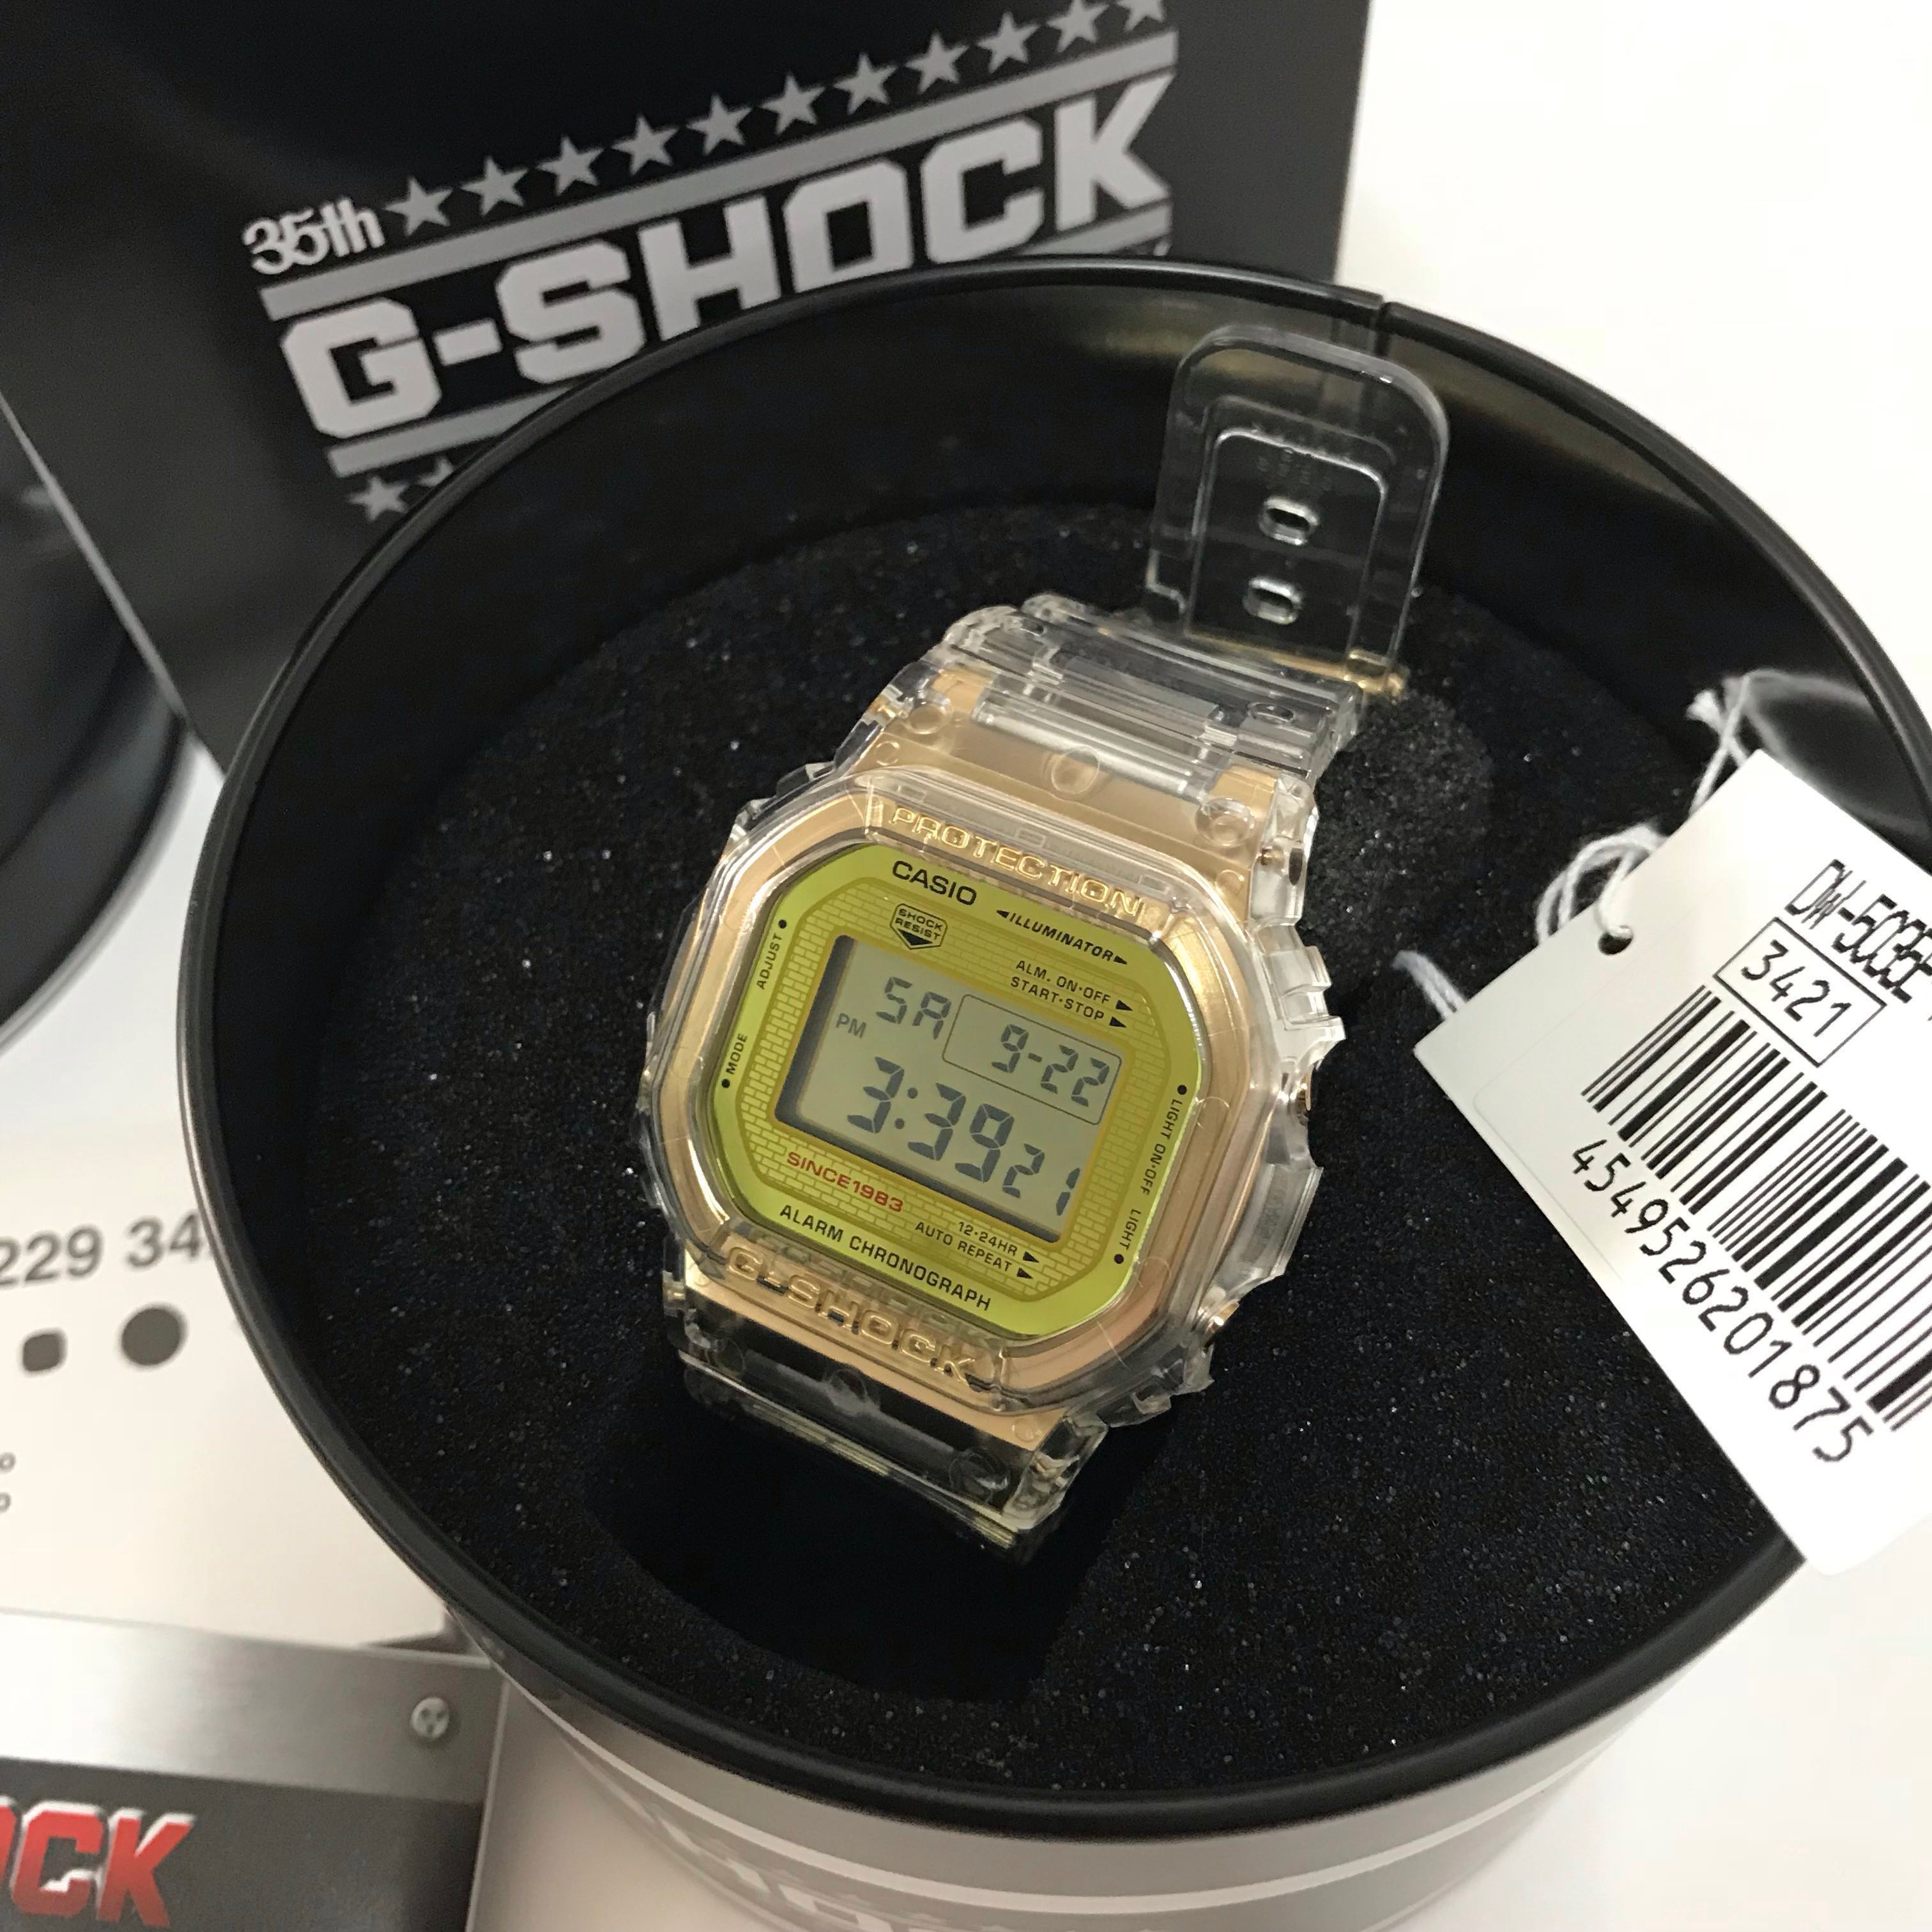 35th
G-SHOCK
PROTECTION
CASIO
SHOCK
RESIST
ILLUMINATOR
ADJUST
ALM. ON·OFF
START·STOP
MODE
SA 9-22
PM 3:39 21
LIGHT ON·OFF
LIGHT
SINCE1983
12·24HR
AUTO REPEAT
ALARM CHRONOGRAPH
G-SHOCK
3421
4549526201875
229 34
OCK